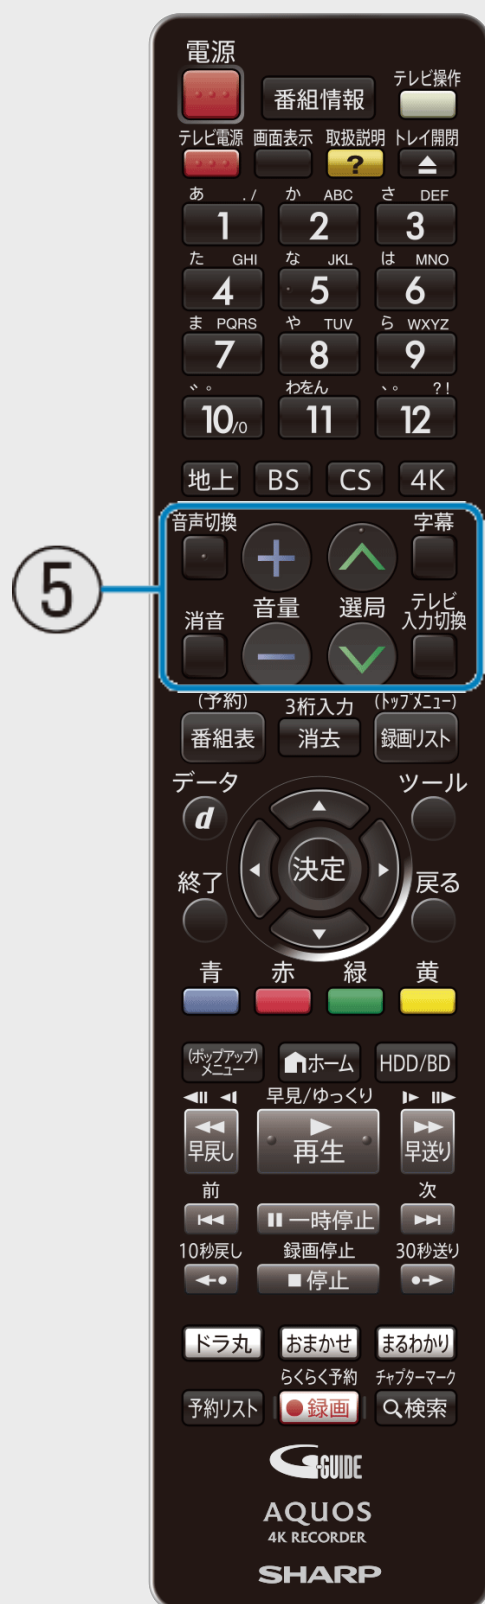 電源
番組情報
テレビ操作
テレビ電源 画面表示 取扱説明 トレイ開閉
?
あ ./ か ABC さ DEF
1 2 3
た GHI な JKL は MNO
4 5 6
ま PQRS や TUV ら WXYZ
7 8 9
゛゜ わをん 、。 ?!
10/0 11 12
地上 BS CS 4K
⑤
音声切換 字幕
+
音量 選局
消音 テレビ
入力切換
−
(予約) 3桁入力 (トップメニュー)
番組表 消去 録画リスト
データ ツール
d
決定
終了 戻る
青 赤 緑 黄
(ポップアップ)
メニュー
ホーム HDD/BD
早見/ゆっくり
早戻し 再生 早送り
前 次
一時停止
10秒戻し 録画停止 30秒送り
停止
ドラ丸 おまかせ まるわかり
らくらく予約 チャプターマーク
予約リスト 録画 検索
G-GUIDE
AQUOS
4K RECORDER
SHARP